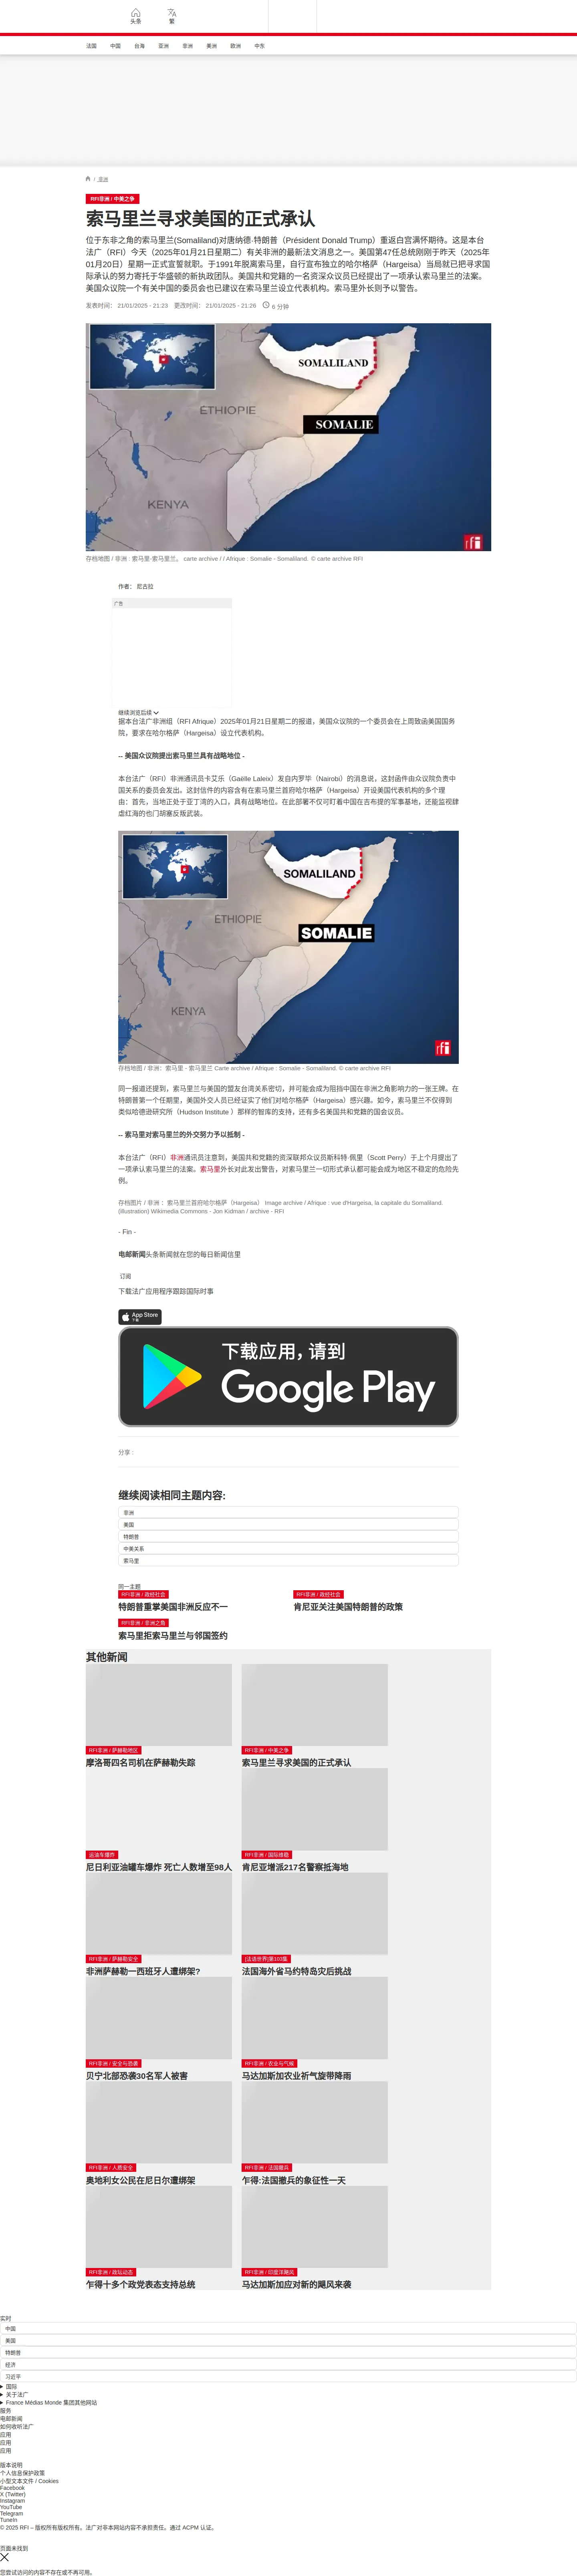 头条
繁
法国
中国
台海
亚洲
非洲
美洲
欧洲
中东
/ 非洲
RFI非洲 / 中美之争
索马里兰寻求美国的正式承认
位于东非之角的索马里兰(Somaliland)对唐纳德·特朗普（Président Donald Trump）重返白宫满怀期待。这是本台
法广（RFI）今天（2025年01月21日星期二）有关非洲的最新法文消息之一。美国第47任总统刚刚于昨天（2025年
01月20日）星期一正式宣誓就职。于1991年脱离索马里，自行宣布独立的哈尔格萨（Hargeisa）当局就已把寻求国
际承认的努力寄托于华盛顿的新执政团队。美国共和党籍的一名资深众议员已经提出了一项承认索马里兰的法案。
美国众议院一个有关中国的委员会也已建议在索马里兰设立代表机构。索马里外长则予以警告。
发表时间： 21/01/2025 - 21:23 更改时间： 21/01/2025 - 21:26 6 分钟
SOMALILAND
ETHIOPIE
SOMALIE
KENYA
rfi
存档地图 / 非洲：索马里-索马里兰。 carte archive / / Afrique : Somalie - Somaliland. © carte archive RFI
作者： 尼古拉
广告
继续浏览后续
据本台法广非洲组（RFI Afrique）2025年01月21日星期二的报道，美国众议院的一个委员会在上周致函美国国务
院，要求在哈尔格萨（Hargeisa）设立代表机构。
-- 美国众议院提出索马里兰具有战略地位 -
本台法广（RFI）非洲通讯员卡艾乐（Gaëlle Laleix）发自内罗毕（Nairobi）的消息说，这封函件由众议院负责中
国关系的委员会发出。这封信件的内容含有在索马里兰首府哈尔格萨（Hargeisa）开设美国代表机构的多个理
由：首先，当地正处于亚丁湾的入口，具有战略地位。在此部署不仅可盯着中国在吉布提的军事基地，还能监视肆
虐红海的也门胡塞反叛武装。
SOMALILAND
ETHIOPIE
SOMALIE
KENYA
rfi
存档地图 / 非洲：索马里 - 索马里兰 Carte archive / Afrique : Somalie - Somaliland. © carte archive RFI
同一报道还提到，索马里兰与美国的盟友台湾关系密切，并可能会成为阻挡中国在非洲之角影响力的一张王牌。在
特朗普第一个任期里，美国外交人员已经证实了他们对哈尔格萨（Hargeisa）感兴趣。如今，索马里兰不仅得到
类似哈德逊研究所（Hudson Institute ）那样的智库的支持，还有多名美国共和党籍的国会议员。
-- 索马里对索马里兰的外交努力予以抵制 -
本台法广（RFI）非洲通讯员注意到，美国共和党籍的资深联邦众议员斯科特·佩里（Scott Perry）于上个月提出了
一项承认索马里兰的法案。索马里外长对此发出警告，对索马里兰一切形式承认都可能会成为地区不稳定的危险先
例。
存档图片 / 非洲 ：索马里兰首府哈尔格萨（Hargeisa） Image archive / Afrique : vue d'Hargeisa, la capitale du Somaliland.
(illustration) Wikimedia Commons - Jon Kidman / archive - RFI
- Fin -
电邮新闻头条新闻就在您的每日新闻信里
订阅
下载法广应用程序跟踪国际时事
App Store
下载应用，请到
Google Play
分享 :
继续阅读相同主题内容:
非洲
美国
特朗普
中美关系
索马里
同一主题
RFI非洲 / 政经社会
特朗普重掌美国非洲反应不一
RFI非洲 / 政经社会
肯尼亚关注美国特朗普的政策
RFI非洲 / 非洲之角
索马里拒索马里兰与邻国签约
其他新闻
RFI非洲 / 萨赫勒地区
摩洛哥四名司机在萨赫勒失踪
RFI非洲 / 中美之争
索马里兰寻求美国的正式承认
运油车爆炸
尼日利亚油罐车爆炸 死亡人数增至98人
RFI非洲 / 国际维稳
肯尼亚增派217名警察抵海地
RFI非洲 / 萨赫勒安全
非洲萨赫勒一西班牙人遭绑架?
[法语世界]第103集
法国海外省马约特岛灾后挑战
RFI非洲 / 安全与恐袭
贝宁北部恐袭30名军人被害
RFI非洲 / 农业与气候
马达加斯加农业祈气旋带降雨
RFI非洲 / 人质安全
奥地利女公民在尼日尔遭绑架
RFI非洲 / 法国撤兵
乍得:法国撤兵的象征性一天
RFI非洲 / 政坛动态
乍得十多个政党表态支持总统
RFI非洲 / 印度洋飓风
马达加斯加应对新的飓风来袭
实时
中国
美国
特朗普
经济
习近平
国际
关于法广
France Médias Monde 集团其他网站
服务
电邮新闻
如何收听法广
应用
应用
应用
版本说明
个人信息保护政策
小型文本文件 / Cookies
Facebook
X (Twitter)
Instagram
YouTube
Telegram
TuneIn
© 2025 RFI – 版权所有版权所有。法广对非本网站内容不承担责任。通过 ACPM 认证。
页面未找到
您尝试访问的内容不存在或不再可用。